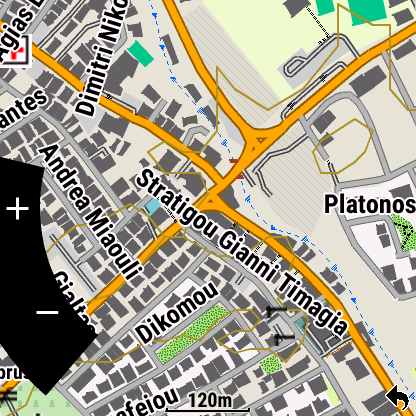 Dimitri Niko
antes
Andrea Miaouli
Stratigou Gianni Timagia
Platonos
Dikomou
120m